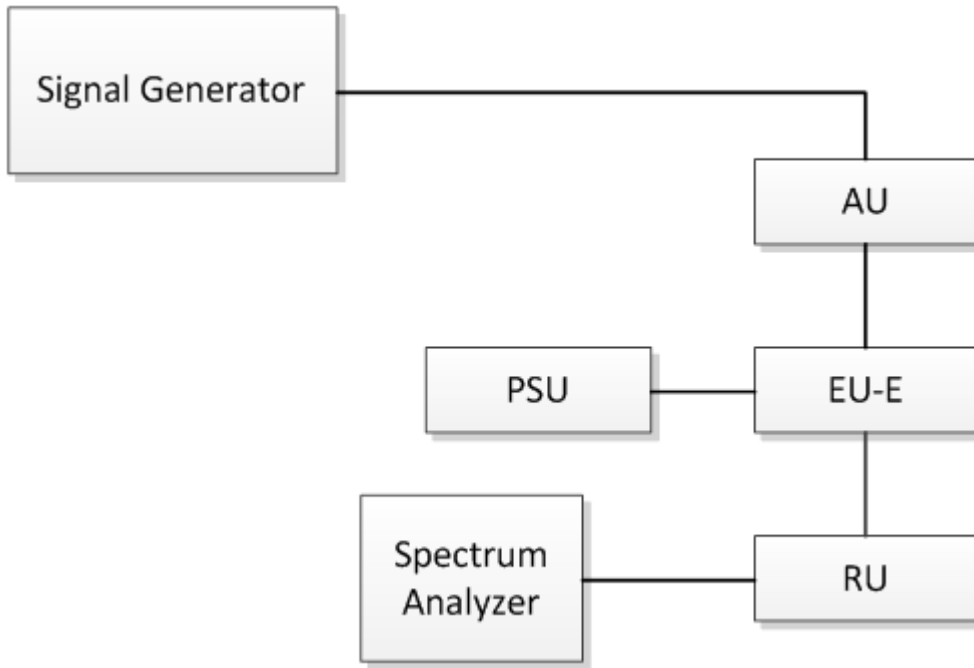 Signal Generator
AU
PSU
EU-E
Spectrum
Analyzer
RU